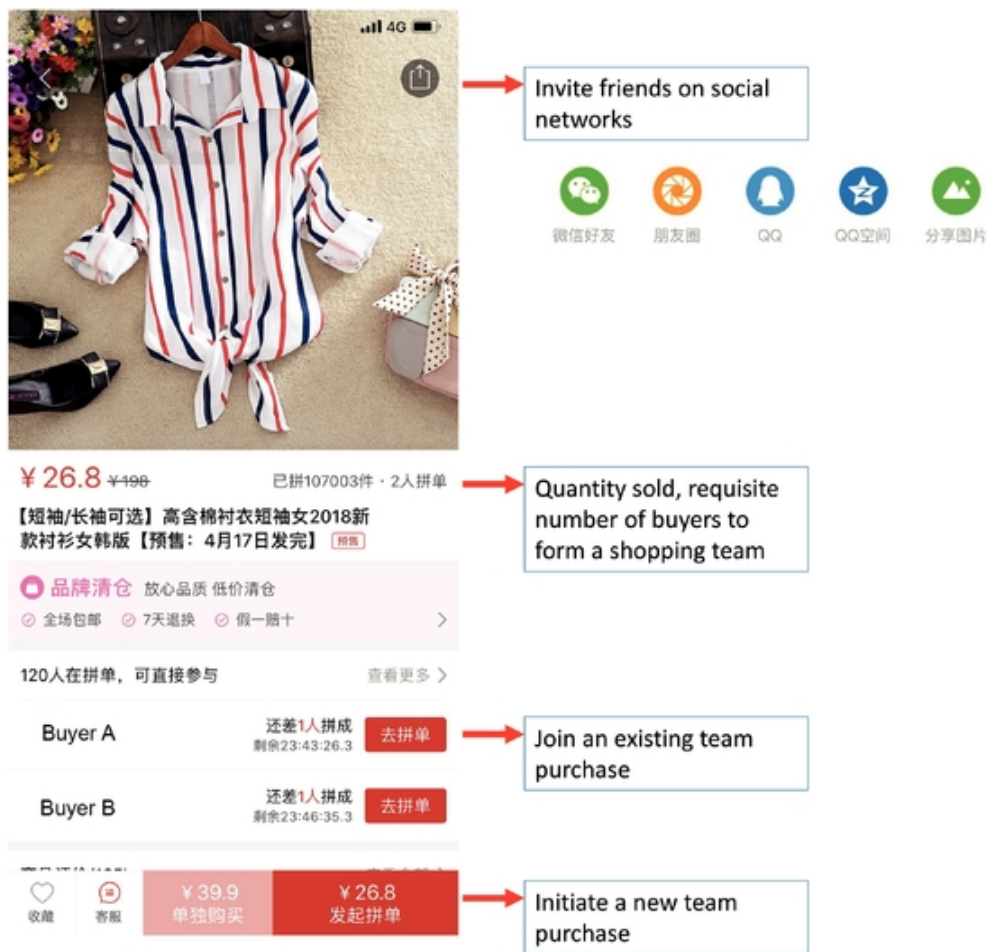 4G
Invite friends on social
networks
微信好友
朋友圈
QQ
QQ空间
分享图片
¥26.8 ¥198
已拼107003件 · 2人拼单
Quantity sold, requisite
number of buyers to
form a shopping team
【短袖/长袖可选】高含棉衬衣短袖女2018新
款衬衫女韩版【预售：4月17日发完】 预售
品牌清仓 放心品质 低价清仓
全场包邮 7天退换 假一赔十
120人在拼单，可直接参与 查看更多
Buyer A
还差1人拼成
剩余23:43:26.3
去拼单
Join an existing team
purchase
Buyer B
还差1人拼成
剩余23:46:35.3
去拼单
收藏
客服
¥39.9
单独购买
¥26.8
发起拼单
Initiate a new team
purchase